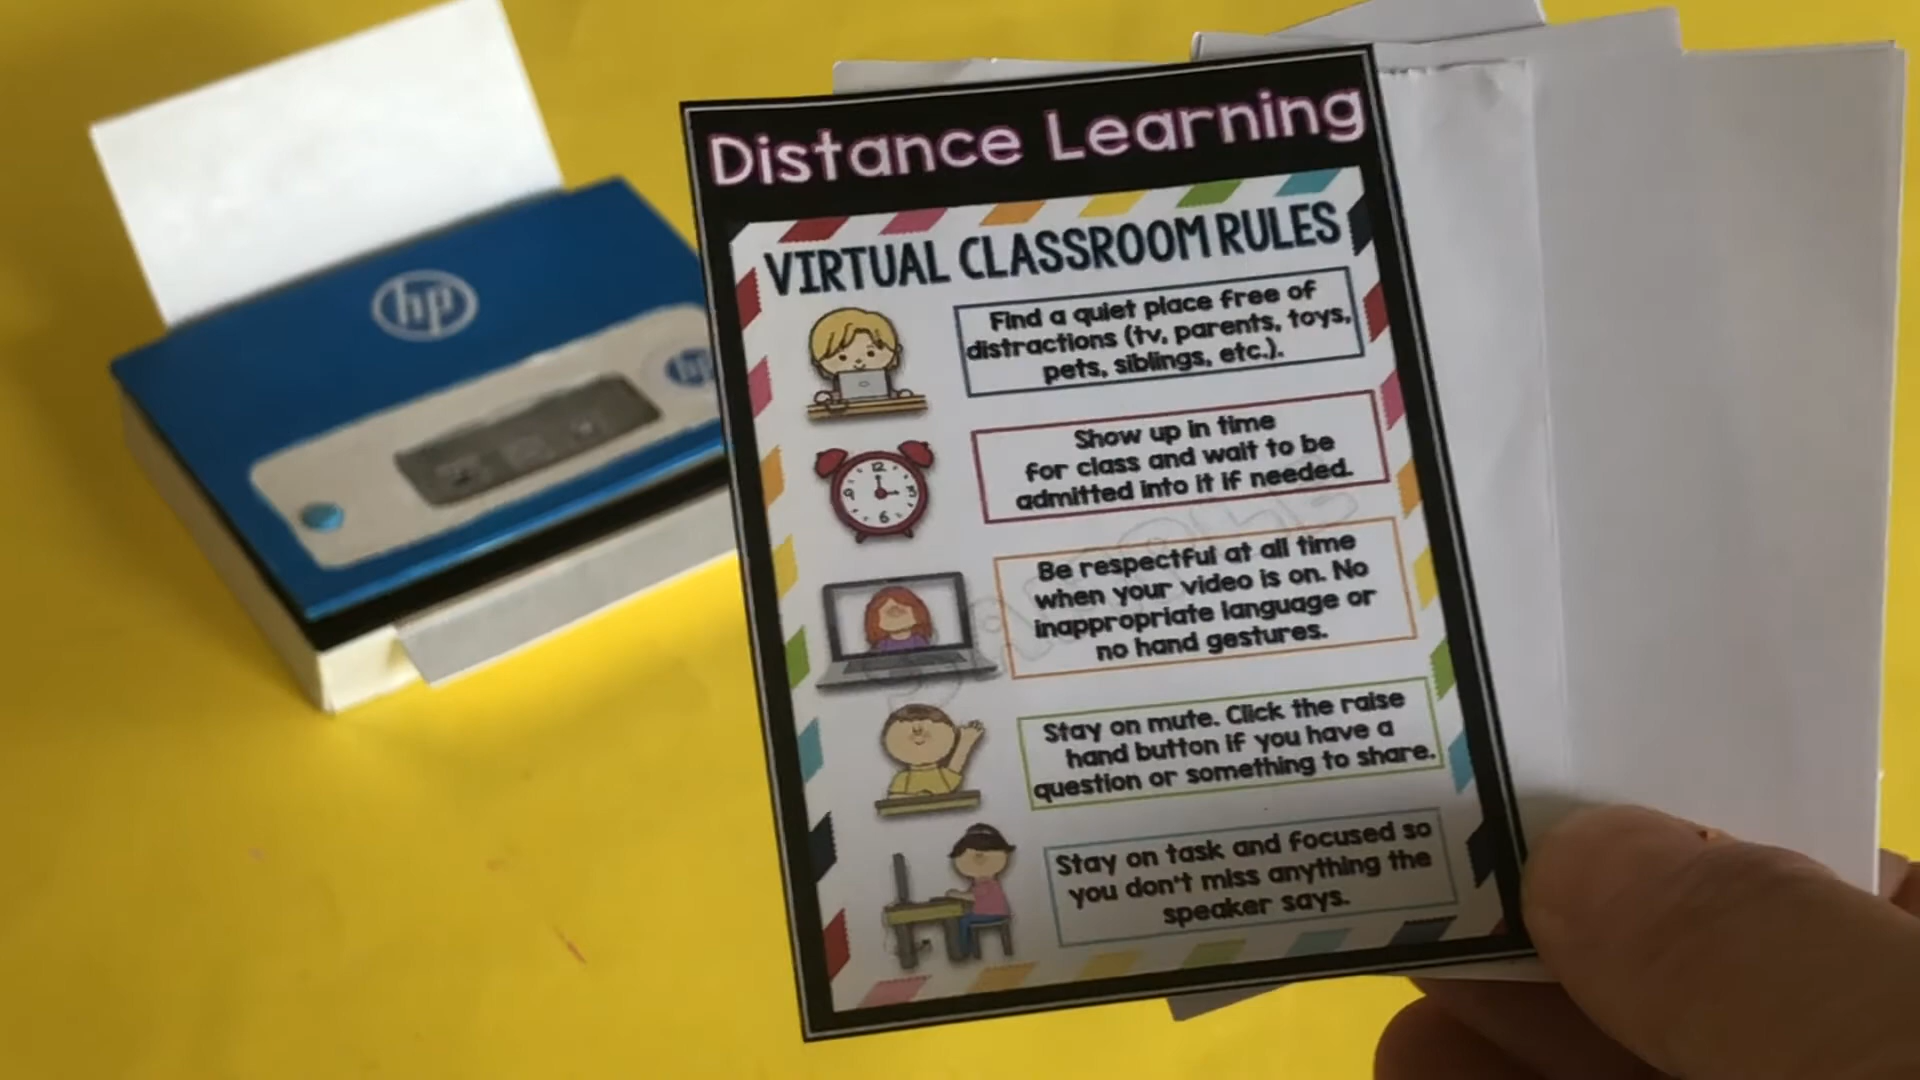 Distance Learning
VIRTUAL CLASSROOM RULES
Find a quiet place free of
distractions (tv, parents, toys,
pets, siblings, etc.).
Show up in time
for class and wait to be
admitted into it if needed.
Be respectful at all time
when your video is on. No
inappropriate language or
no hand gestures.
Stay on mute. Click the raise
hand button if you have a
question or something to share.
Stay on task and focused so
you don't miss anything the
speaker says.
hp
hp
12
3
6
9